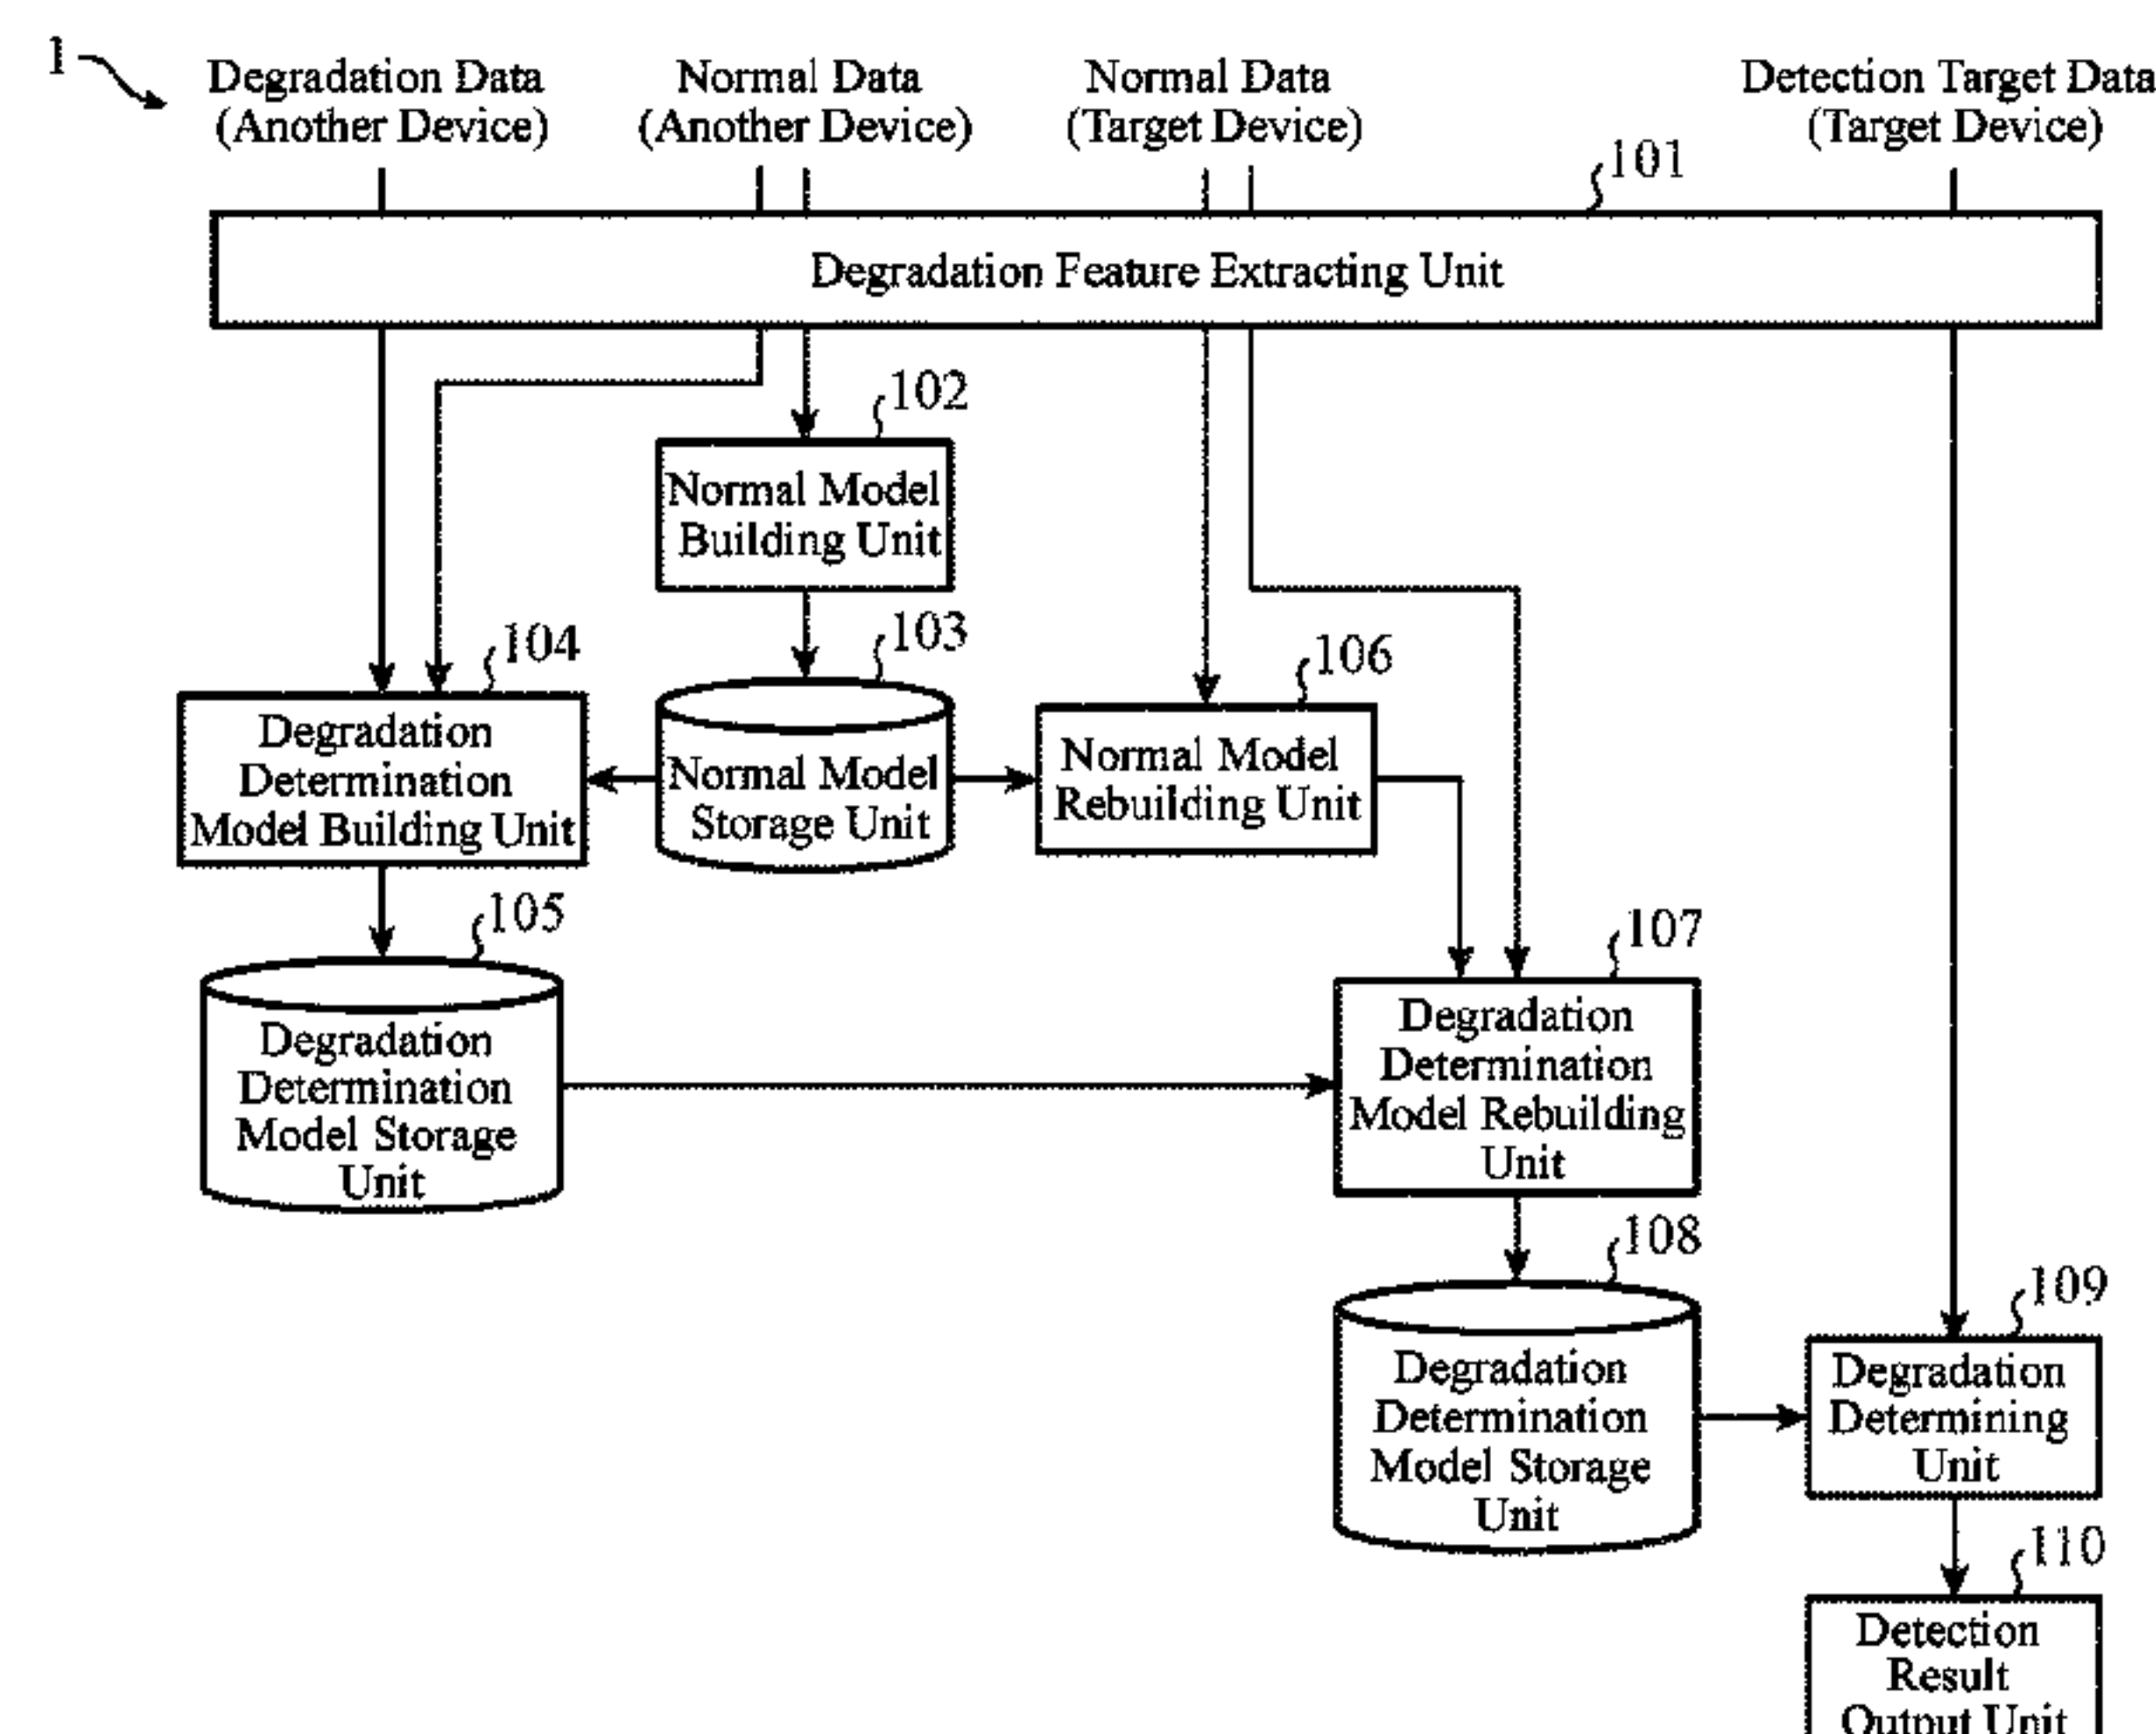 1
Degradation Data
(Another Device)
Normal Data
(Another Device)
Normal Data
(Target Device)
Detection Target Data
(Target Device)
101
Degradation Feature Extracting Unit
102
Normal Model
Building Unit
104
103
106
Degradation
Determination
Model Building Unit
Normal Model
Storage Unit
Normal Model
Rebuilding Unit
105
107
Degradation
Determination
Model Storage
Unit
Degradation
Determination
Model Rebuilding
Unit
108
109
Degradation
Determination
Model Storage
Unit
Degradation
Determining
Unit
110
Detection
Result
Output Unit